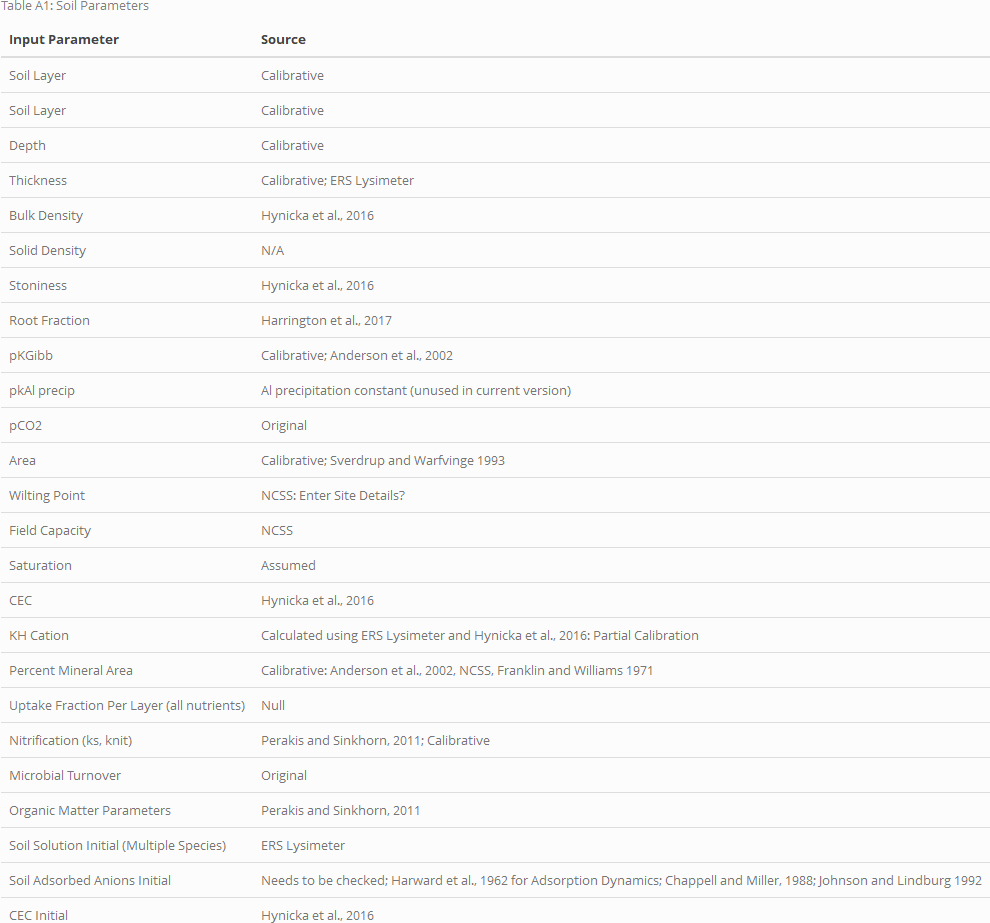 Table A1: Soil Parameters
Input Parameter Source
Soil Layer Calibrative
Soil Layer Calibrative
Depth Calibrative
Thickness Calibrative; ERS Lysimeter
Bulk Density Hynicka et al., 2016
Solid Density N/A
Stoniness Hynicka et al., 2016
Root Fraction Harrington et al., 2017
pKGibb Calibrative; Anderson et al., 2002
pkAl precip Al precipitation constant (unused in current version)
pCO2 Original
Area Calibrative; Sverdrup and Warfvinge 1993
Wilting Point NCSS: Enter Site Details?
Field Capacity NCSS
Saturation Assumed
CEC Hynicka et al., 2016
KH Cation Calculated using ERS Lysimeter and Hynicka et al., 2016: Partial Calibration
Percent Mineral Area Calibrative: Anderson et al., 2002, NCSS, Franklin and Williams 1971
Uptake Fraction Per Layer (all nutrients) Null
Nitrification (ks, knit) Perakis and Sinkhorn, 2011; Calibrative
Microbial Turnover Original
Organic Matter Parameters Perakis and Sinkhorn, 2011
Soil Solution Initial (Multiple Species) ERS Lysimeter
Soil Adsorbed Anions Initial Needs to be checked; Harward et al., 1962 for Adsorption Dynamics; Chappell and Miller, 1988; Johnson and Lindburg 1992
CEC Initial Hynicka et al., 2016